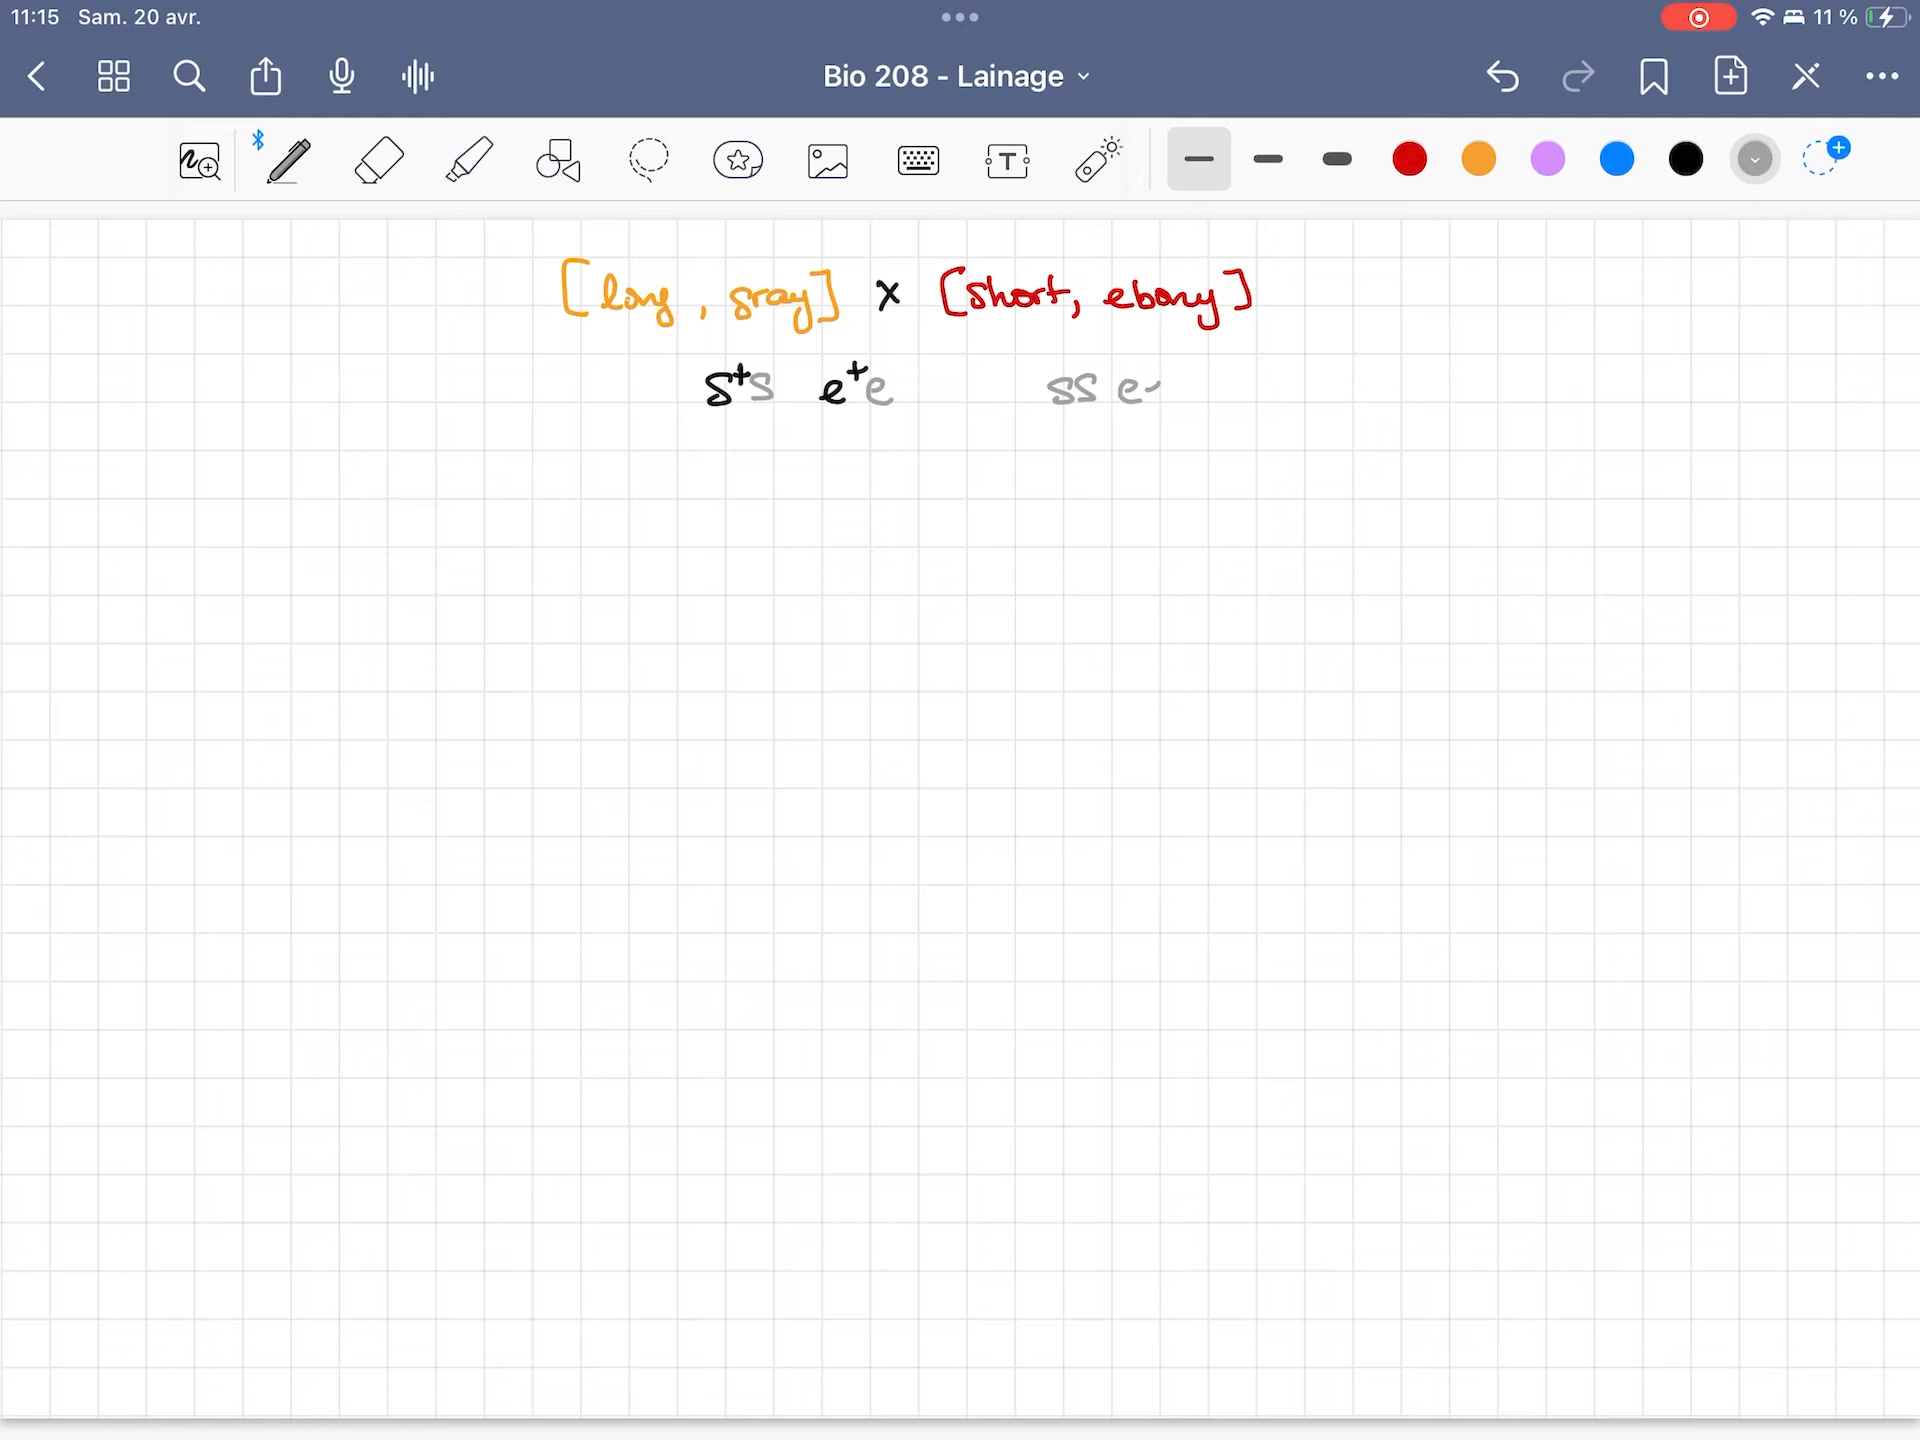 11:15 Sam. 20 avr. 11 %
Bio 208 - Lainage
T
[long, gray] x [short, ebony]
s⁺s e⁺e ss e